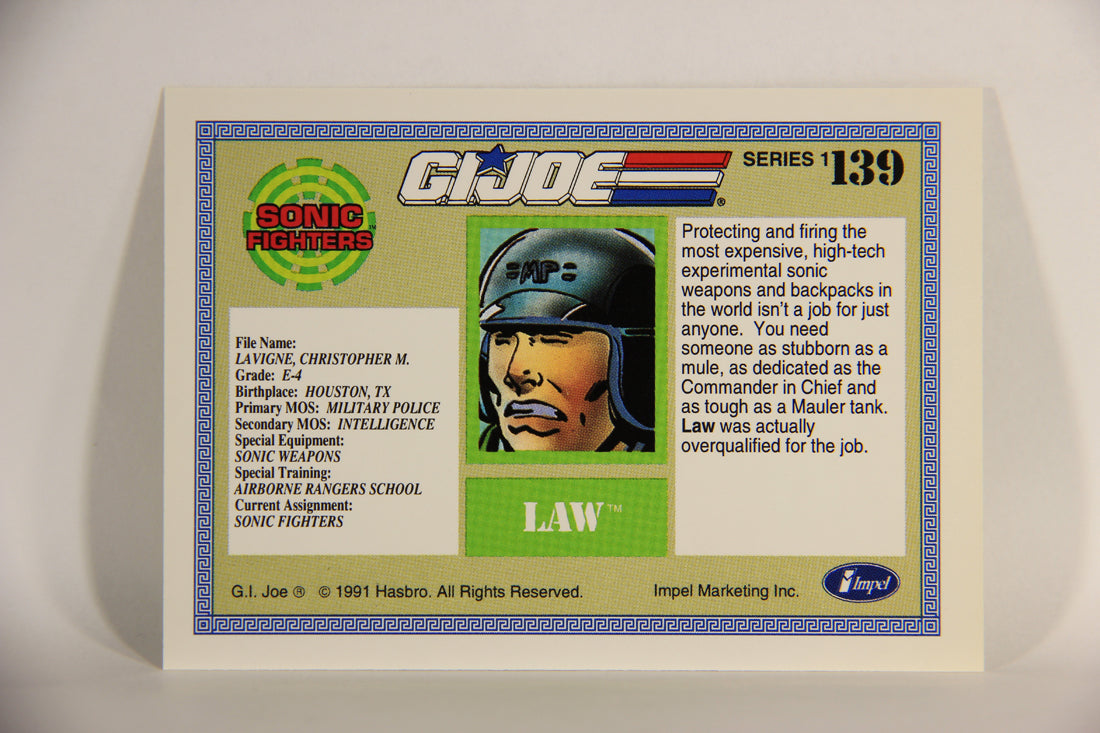 G.I. JOE ®
SERIES 1 139
SONIC
FIGHTERS™
File Name:
LAVIGNE, CHRISTOPHER M.
Grade: E-4
Birthplace: HOUSTON, TX
Primary MOS: MILITARY POLICE
Secondary MOS: INTELLIGENCE
Special Equipment:
SONIC WEAPONS
Special Training:
AIRBORNE RANGERS SCHOOL
Current Assignment:
SONIC FIGHTERS
=MP=
LAW™
Protecting and firing the
most expensive, high-tech
experimental sonic
weapons and backpacks in
the world isn't a job for just
anyone. You need
someone as stubborn as a
mule, as dedicated as the
Commander in Chief and
as tough as a Mauler tank.
Law was actually
overqualified for the job.
G.I. Joe ® © 1991 Hasbro. All Rights Reserved.
Impel Marketing Inc.
Impel